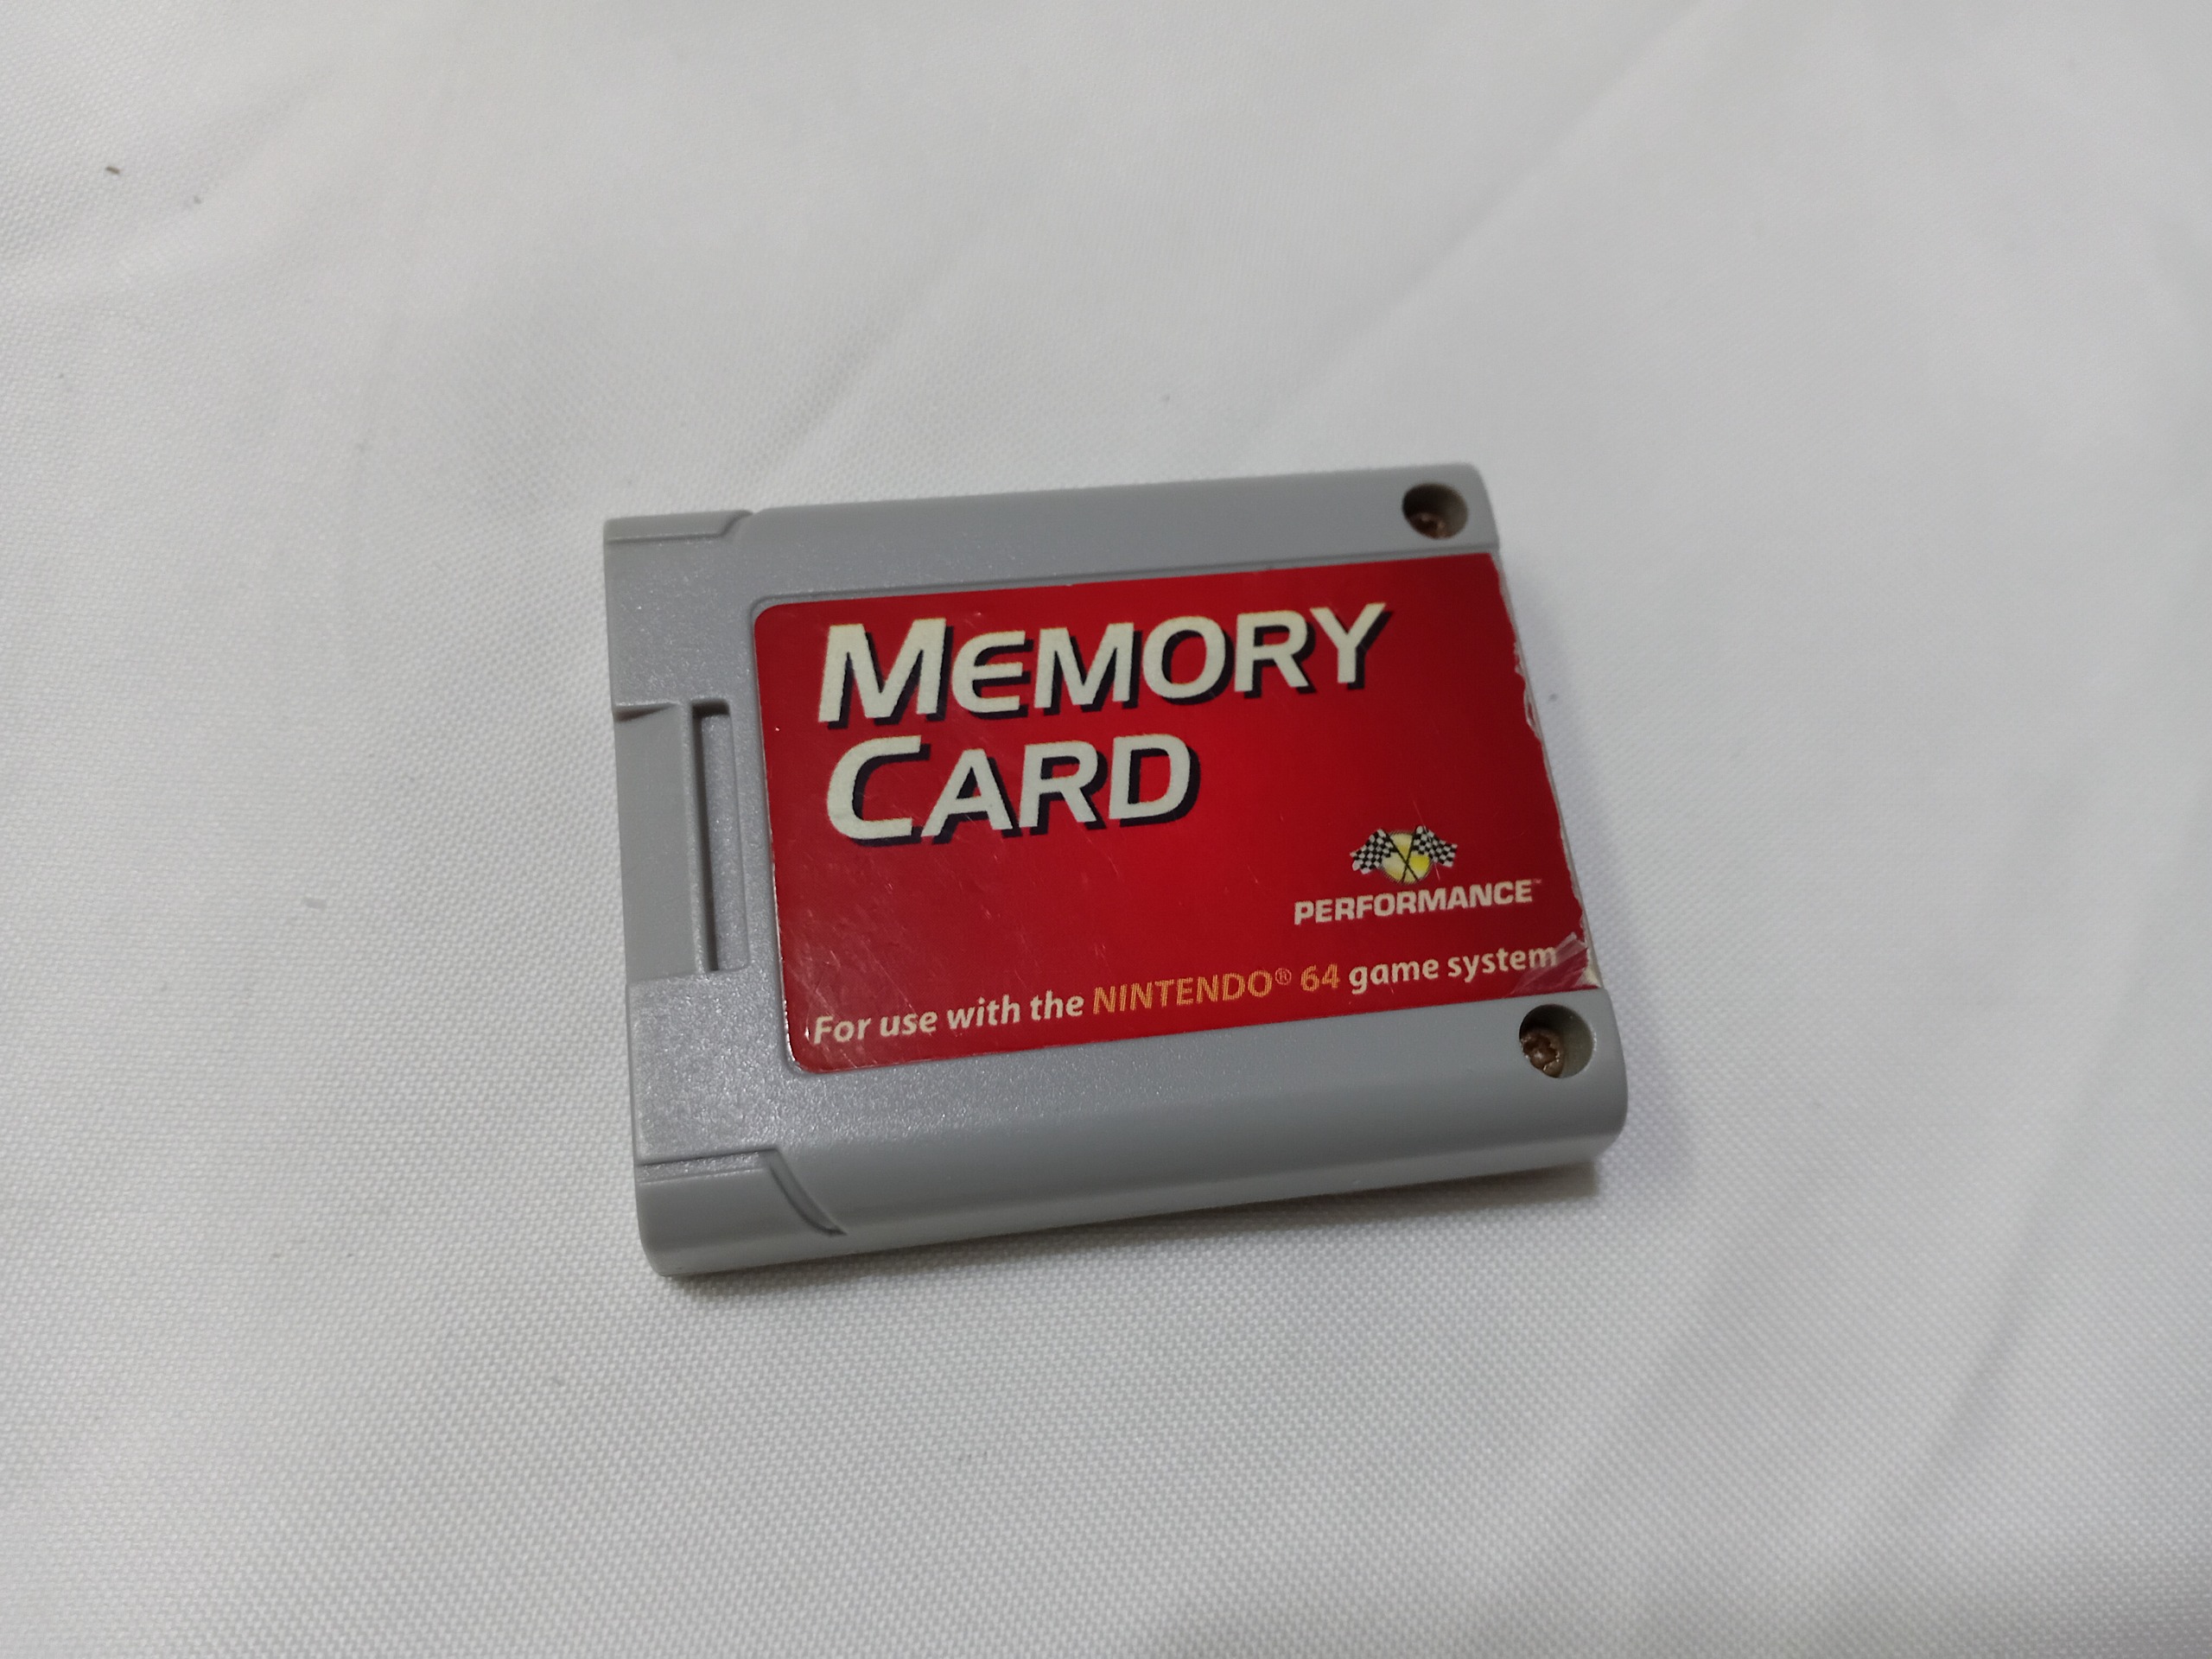 MEMORY
CARD
PERFORMANCE™
For use with the NINTENDO® 64 game system